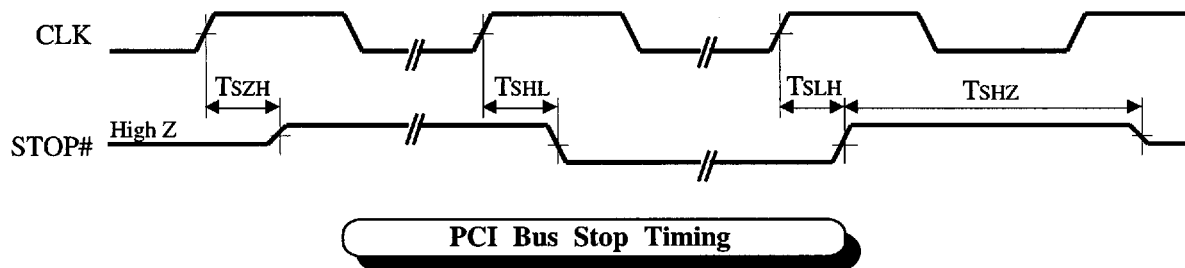 CLK
TSZH
TSHL
TSLH
TSHZ
High Z
STOP#
PCI Bus Stop Timing